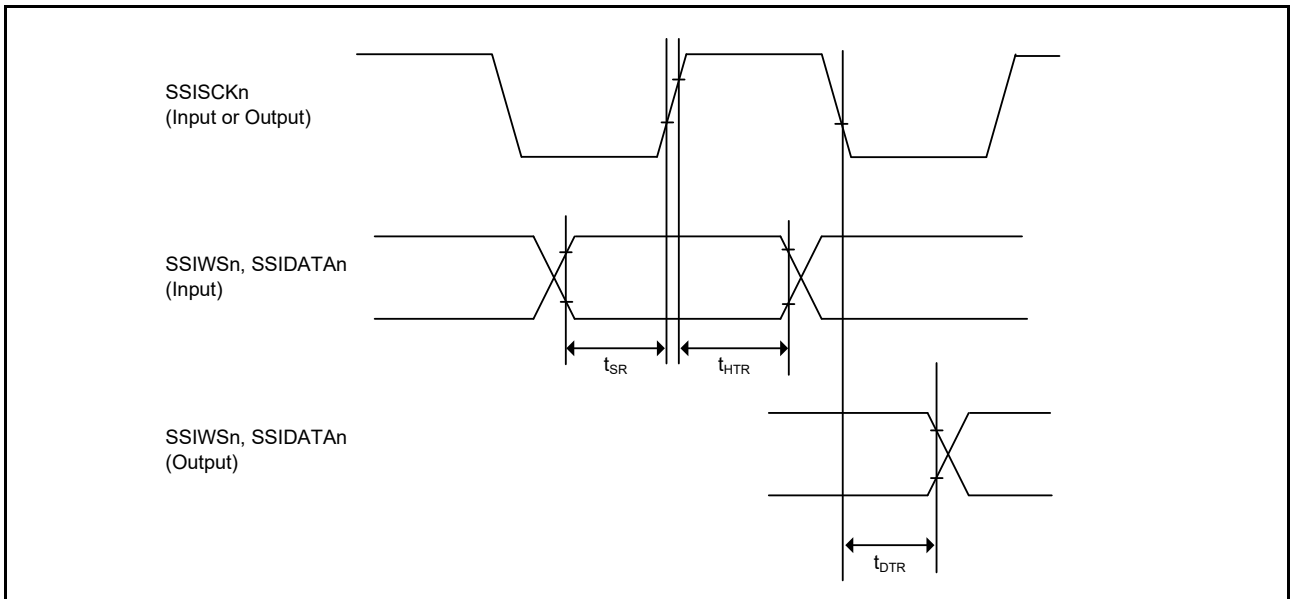 SSISCKn
(Input or Output)
SSIWSn, SSIDATAn
(Input)
tSR
tHTR
SSIWSn, SSIDATAn
(Output)
tDTR